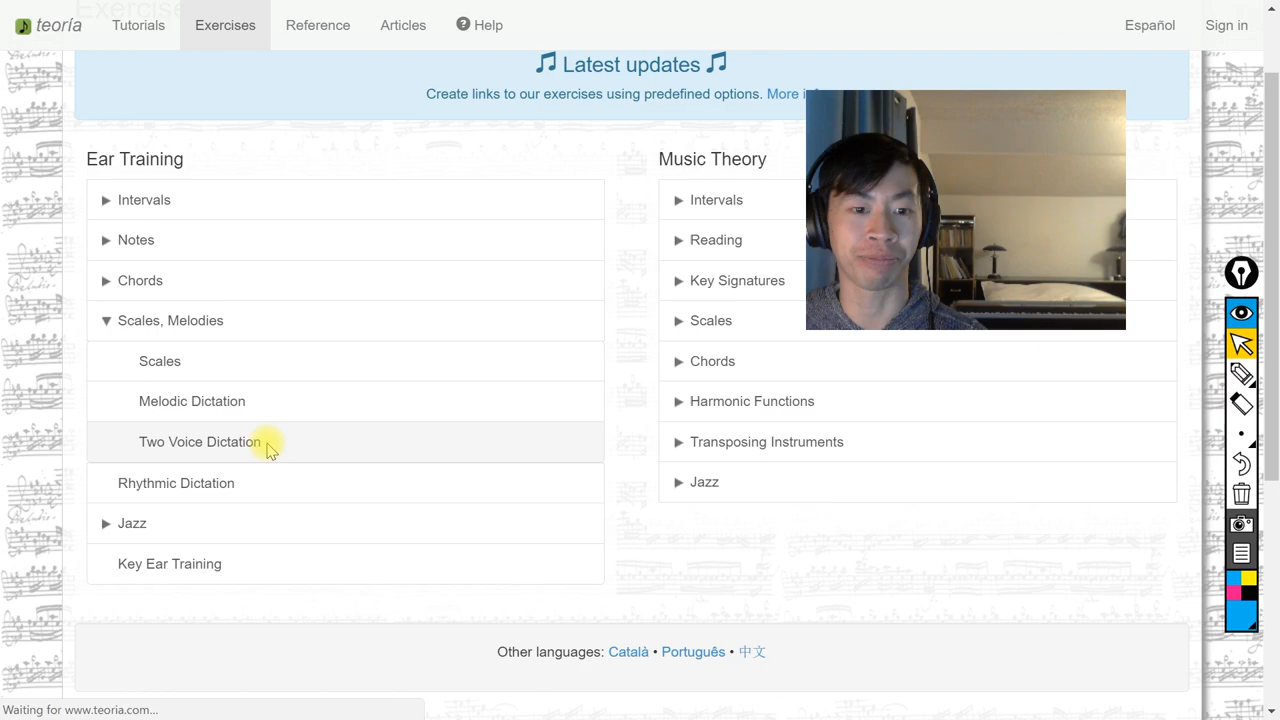 Exercise
teoría
Tutorials
Exercises
Reference
Articles
Help
Español
Sign in
Latest updates
Create links to our exercises using predefined options. More
Ear Training
Intervals
Notes
Chords
Scales, Melodies
Scales
Melodic Dictation
Two Voice Dictation
Rhythmic Dictation
Jazz
Key Ear Training
Music Theory
Intervals
Reading
Key Signatures
Scales
Chords
Harmonic Functions
Transposing Instruments
Jazz
Other languages: Català • Português • 中文
Waiting for www.teoria.com...